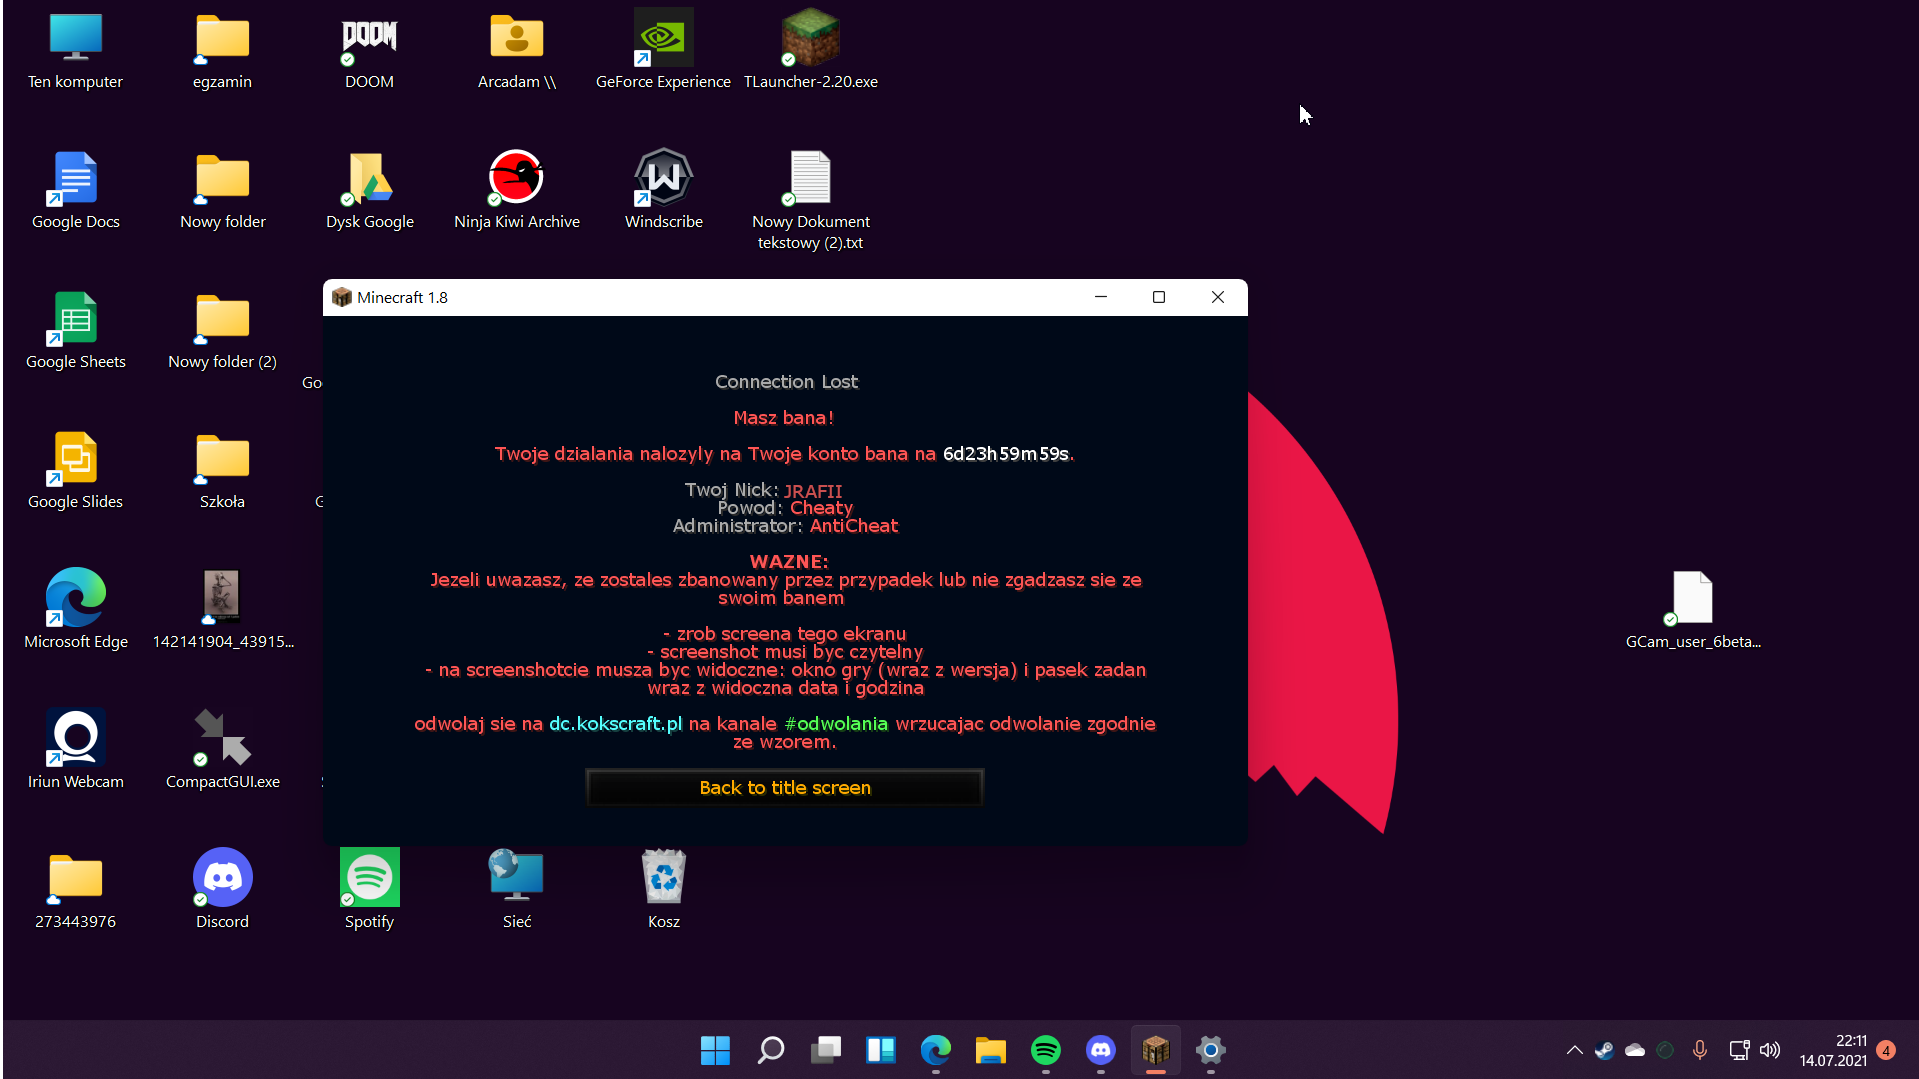 Ten komputer
egzamin
DOOM
DOOM
Arcadam \\
GeForce Experience
TLauncher-2.20.exe
Google Docs
Nowy folder
Dysk Google
Ninja Kiwi Archive
W
Windscribe
Nowy Dokument
tekstowy (2).txt
Google Sheets
Nowy folder (2)
Goo
Google Slides
Szkoła
G
Microsoft Edge
142141904_43915...
Iriun Webcam
CompactGUI.exe
273443976
Discord
Spotify
Sieć
Kosz
GCam_user_6beta...
Minecraft 1.8
Connection Lost
Masz bana!
Twoje dzialania nalozyly na Twoje konto bana na 6d23h59m59s.
Twoj Nick: JRAFII
Powod: Cheaty
Administrator: AntiCheat
WAZNE:
Jezeli uwazasz, ze zostales zbanowany przez przypadek lub nie zgadzasz sie ze
swoim banem
- zrob screena tego ekranu
- screenshot musi byc czytelny
- na screenshotcie musza byc widoczne: okno gry (wraz z wersja) i pasek zadan
wraz z widoczna data i godzina
odwolaj sie na dc.kokscraft.pl na kanale #odwolania wrzucajac odwolanie zgodnie
ze wzorem.
Back to title screen
22:11
14.07.2021
4